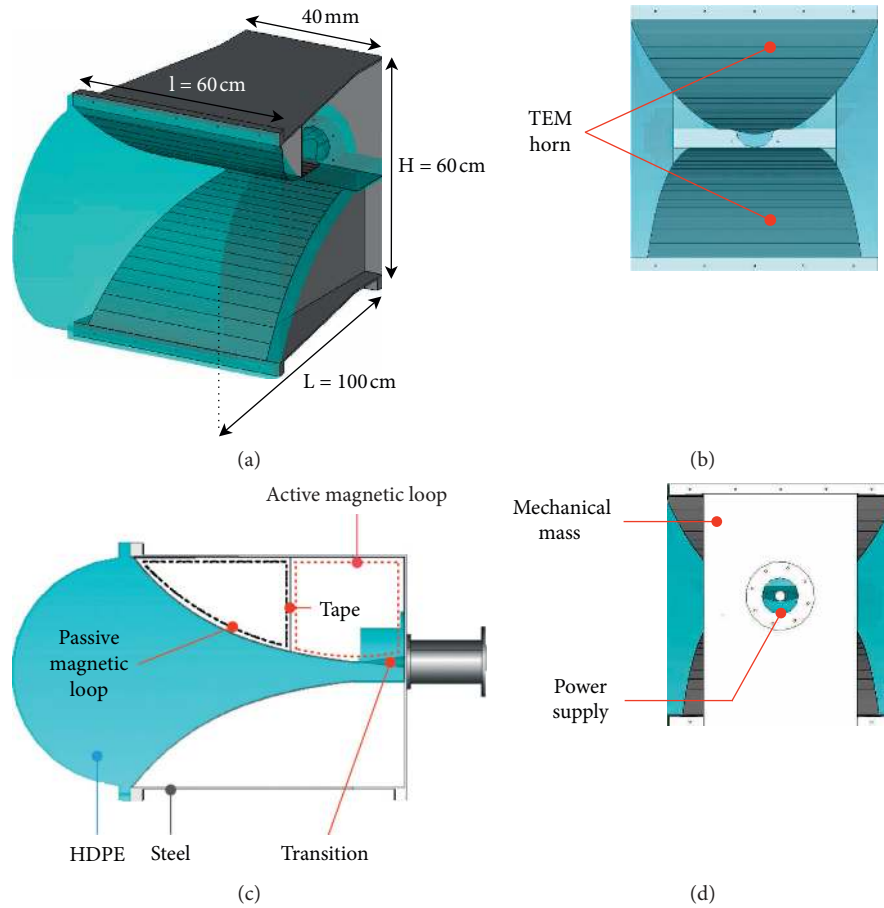 40 mm
l = 60 cm
H = 60 cm
L = 100 cm
(a)
TEM
horn
(b)
Active magnetic loop
Tape
Passive
magnetic
loop
HDPE
Steel
Transition
(c)
Mechanical
mass
Power
supply
(d)